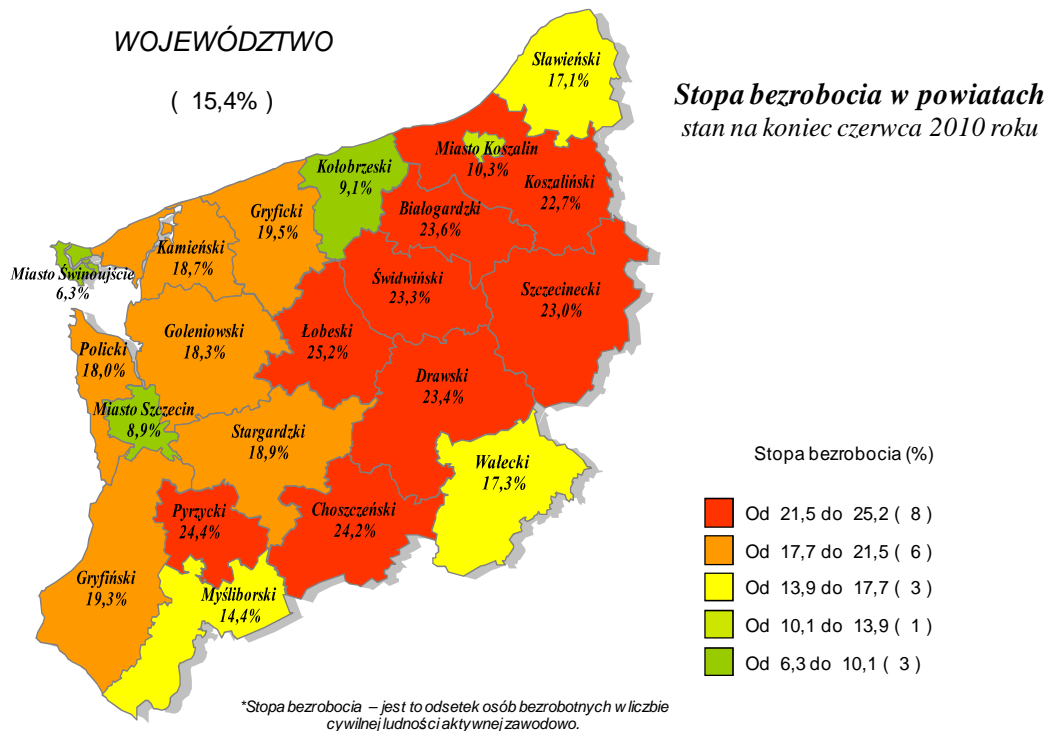 WOJEWÓDZTWO
( 15,4% )
Stopa bezrobocia w powiatach
stan na koniec czerwca 2010 roku
Sławieński
17,1%
Miasto Koszalin
10,3%
Koszaliński
22,7%
Kołobrzeski
9,1%
Białogardzki
23,6%
Gryficki
19,5%
Kamieński
18,7%
Miasto Świnoujście
6,3%
Świdwiński
23,3%
Szczecinecki
23,0%
Goleniowski
18,3%
Łobeski
25,2%
Policki
18,0%
Drawski
23,4%
Miasto Szczecin
8,9%
Stargardzki
18,9%
Wałecki
17,3%
Pyrzycki
24,4%
Choszczeński
24,2%
Gryfiński
19,3%
Myśliborski
14,4%
Stopa bezrobocia (%)
Od 21,5 do 25,2 ( 8 )
Od 17,7 do 21,5 ( 6 )
Od 13,9 do 17,7 ( 3 )
Od 10,1 do 13,9 ( 1 )
Od 6,3 do 10,1 ( 3 )
*Stopa bezrobocia – jest to odsetek osób bezrobotnych w liczbie
cywilnej ludności aktywnej zawodowo.